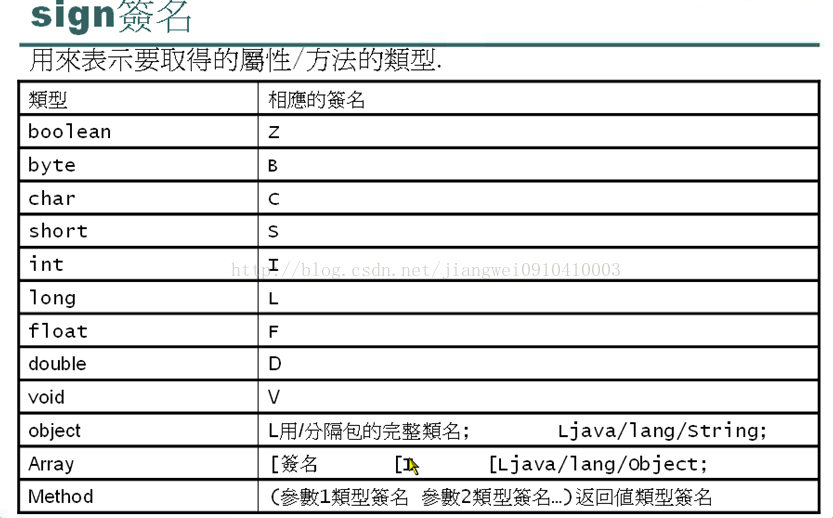 sign簽名
用來表示要取得的屬性/方法的類型.
類型 相應的簽名
boolean Z
byte B
char C
short S
int I
http://blog.csdn.net/jiangwei0910410003
long L
float F
double D
void V
object L用/分隔包的完整類名; Ljava/lang/String;
Array [簽名 [I [Ljava/lang/Object;
Method (參數1類型簽名 參數2類型簽名…)返回值類型簽名